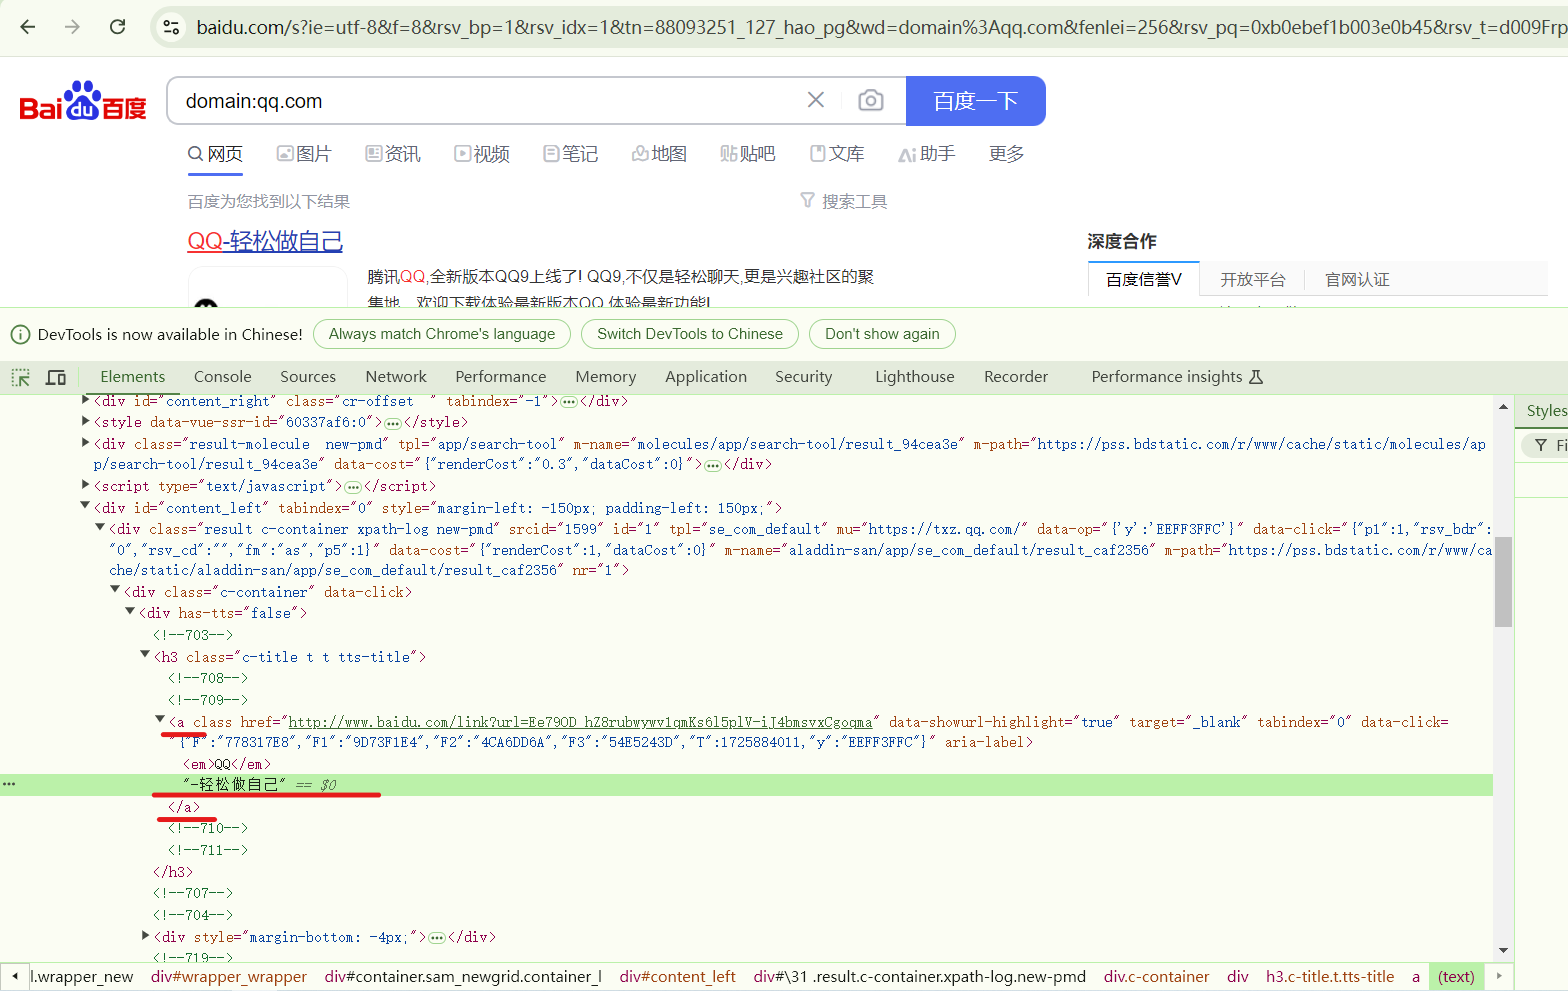 baidu.com/s?ie=utf-8&f=8&rsv_bp=1&rsv_idx=1&tn=88093251_127_hao_pg&wd=domain%3Aqq.com&fenlei=256&rsv_pq=0xb0ebef1b003e0b45&rsv_t=d009Frp
Bai du 百度
domain:qq.com
百度一下
网页 图片 资讯 视频 笔记 地图 贴吧 文库 助手 更多
百度为您找到以下结果 搜索工具
QQ-轻松做自己
深度合作
腾讯QQ,全新版本QQ9上线了! QQ9,不仅是轻松聊天,更是兴趣社区的聚
百度信誉V 开放平台 官网认证
集地。欢迎下载体验最新版本QQ,体验最新功能!
DevTools is now available in Chinese! Always match Chrome's language Switch DevTools to Chinese Don't show again
Elements Console Sources Network Performance Memory Application Security Lighthouse Recorder Performance insights
<div id="content_right" class="cr-offset  " tabindex="-1">…</div>
Styles
<style data-vue-ssr-id="60337af6:0">…</style>
<div class="result-molecule  new-pmd" tpl="app/search-tool" m-name="molecules/app/search-tool/result_94cea3e" m-path="https://pss.bdstatic.com/r/www/cache/static/molecules/ap
Fi
p/search-tool/result_94cea3e" data-cost="{"renderCost":"0.3","dataCost":0}">…</div>
<script type="text/javascript">…</script>
<div id="content_left" tabindex="0" style="margin-left: -150px; padding-left: 150px;">
<div class="result c-container xpath-log new-pmd" srcid="1599" id="1" tpl="se_com_default" mu="https://txz.qq.com/" data-op="{'y':'EEFF3FFC'}" data-click="{"p1":1,"rsv_bdr":
"0","rsv_cd":"","fm":"as","p5":1}" data-cost="{"renderCost":1,"dataCost":0}" m-name="aladdin-san/app/se_com_default/result_caf2356" m-path="https://pss.bdstatic.com/r/www/ca
che/static/aladdin-san/app/se_com_default/result_caf2356" nr="1">
<div class="c-container" data-click>
<div has-tts="false">
<!--703-->
<h3 class="c-title t t tts-title">
<!--708-->
<!--709-->
<a class href="http://www.baidu.com/link?url=Ee79OD_hZ8rubwywv1qmKs6l5plV-iJ4bmsvxCgoqma" data-showurl-highlight="true" target="_blank" tabindex="0" data-click=
"{"F":"778317E8","F1":"9D73F1E4","F2":"4CA6DD6A","F3":"54E5243D","T":1725884011,"y":"EEFF3FFC"}" aria-label>
<em>QQ</em>
"-轻松做自己" == $0
</a>
<!--710-->
<!--711-->
</h3>
<!--707-->
<!--704-->
<div style="margin-bottom: -4px;">…</div>
<!--719-->
l.wrapper_new div#wrapper_wrapper div#container.sam_newgrid.container_l div#content_left div#\31 .result.c-container.xpath-log.new-pmd div.c-container div h3.c-title.t.tts-title a (text)